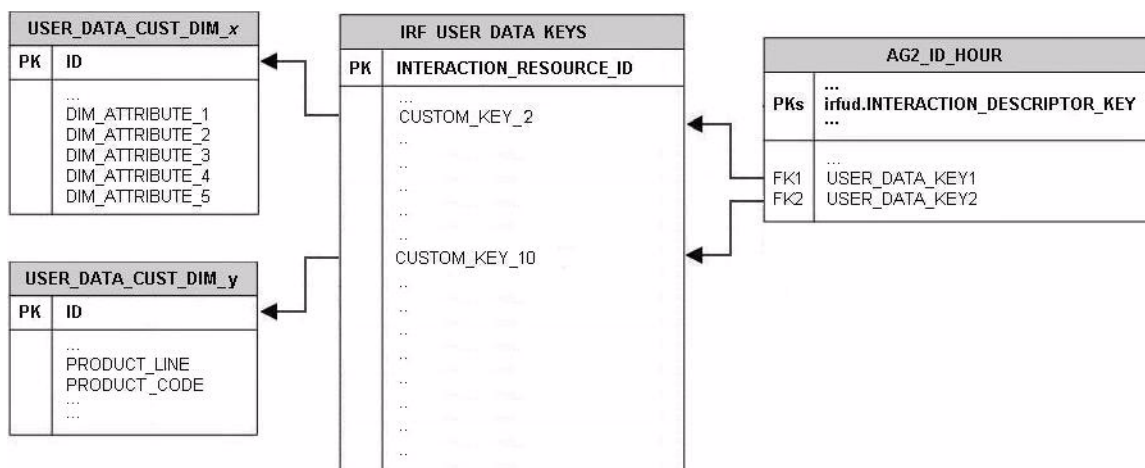 USER_DATA_CUST_DIM_x
PK ID
...
DIM_ATTRIBUTE_1
DIM_ATTRIBUTE_2
DIM_ATTRIBUTE_3
DIM_ATTRIBUTE_4
DIM_ATTRIBUTE_5
USER_DATA_CUST_DIM_y
PK ID
...
PRODUCT_LINE
PRODUCT_CODE
...
...
IRF USER DATA KEYS
PK INTERACTION_RESOURCE_ID
...
CUSTOM_KEY_2
..
..
..
..
..
CUSTOM_KEY_10
..
..
..
..
..
..
..
..
AG2_ID_HOUR
...
PKs irfud.INTERACTION_DESCRIPTOR_KEY
...
...
FK1 USER_DATA_KEY1
FK2 USER_DATA_KEY2